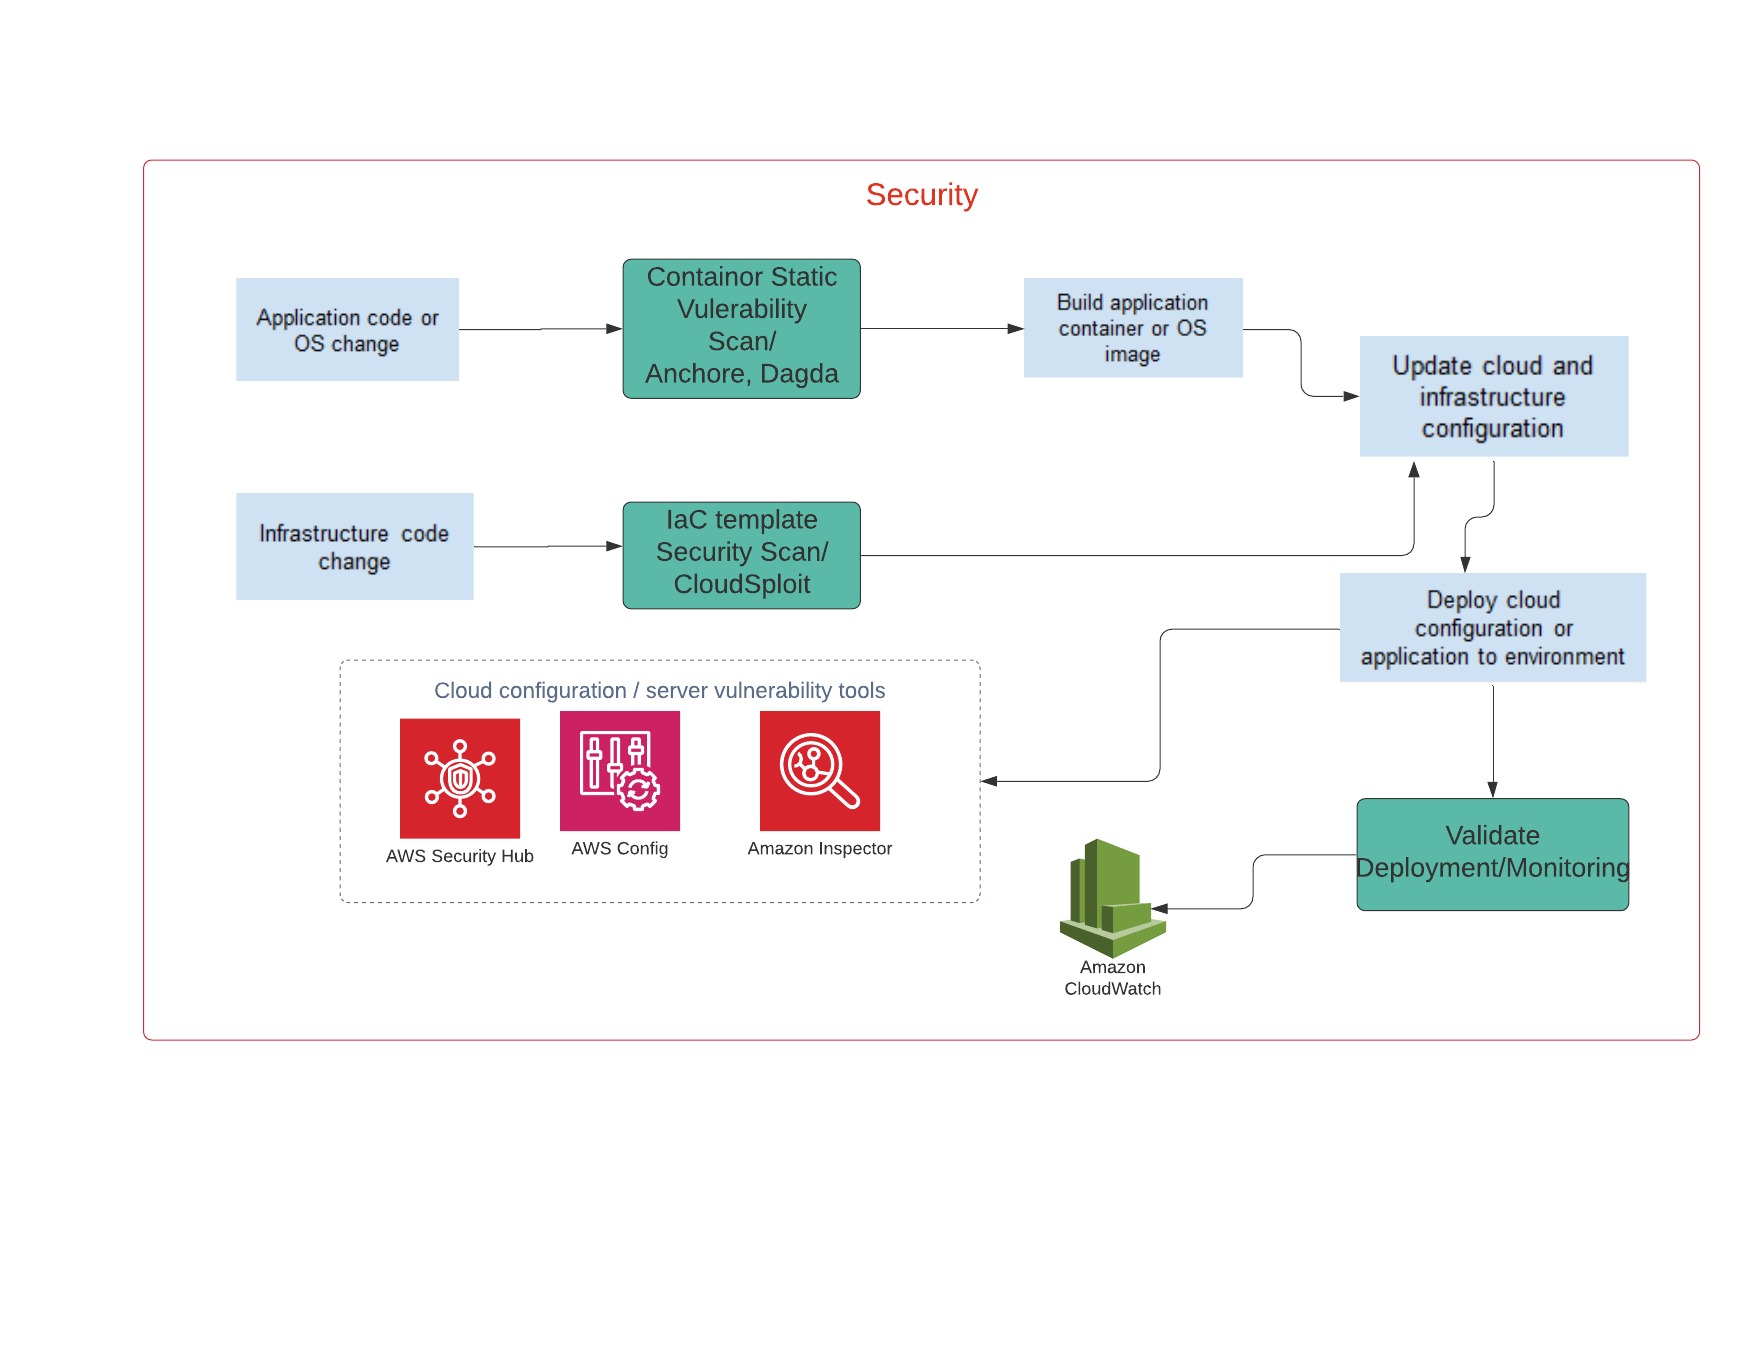 Security
Application code or
OS change
Containor Static
Vulerability
Scan/
Anchore, Dagda
Build application
container or OS
image
Update cloud and
infrastructure
configuration
Infrastructure code
change
IaC template
Security Scan/
CloudSploit
Deploy cloud
configuration or
application to environment
Cloud configuration / server vulnerability tools
AWS Security Hub
AWS Config
Amazon Inspector
Validate
Deployment/Monitoring
Amazon
CloudWatch